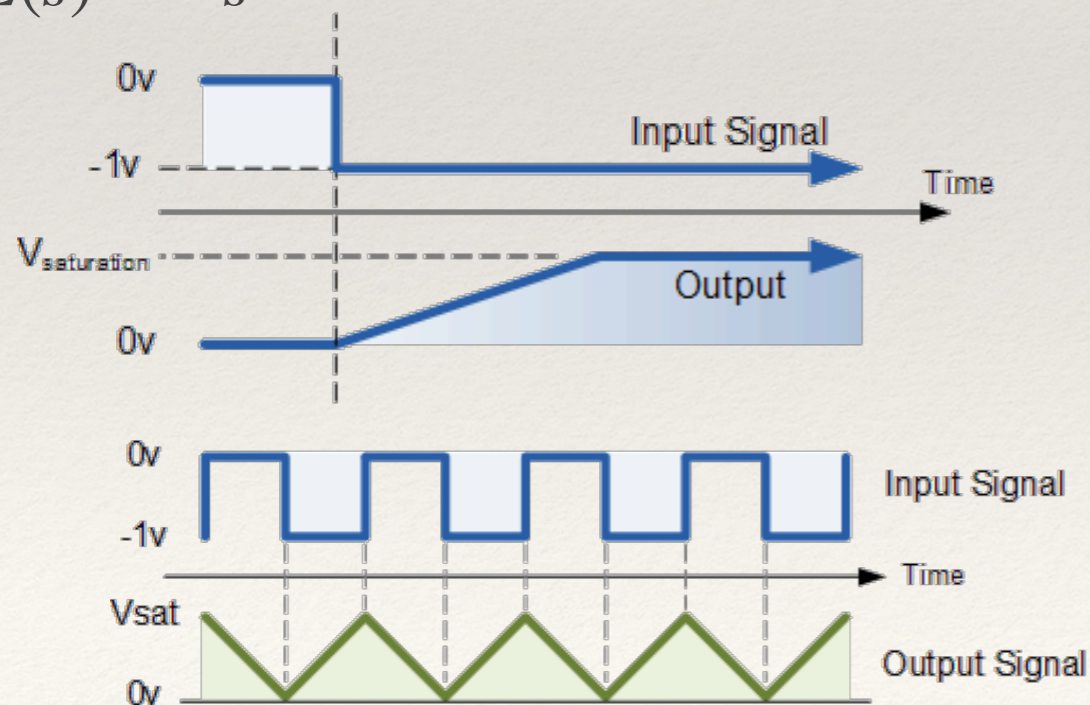 0v
-1v
Input Signal
Time
Vsaturation
Output
0v
0v
-1v
Input Signal
Time
Vsat
0v
Output Signal